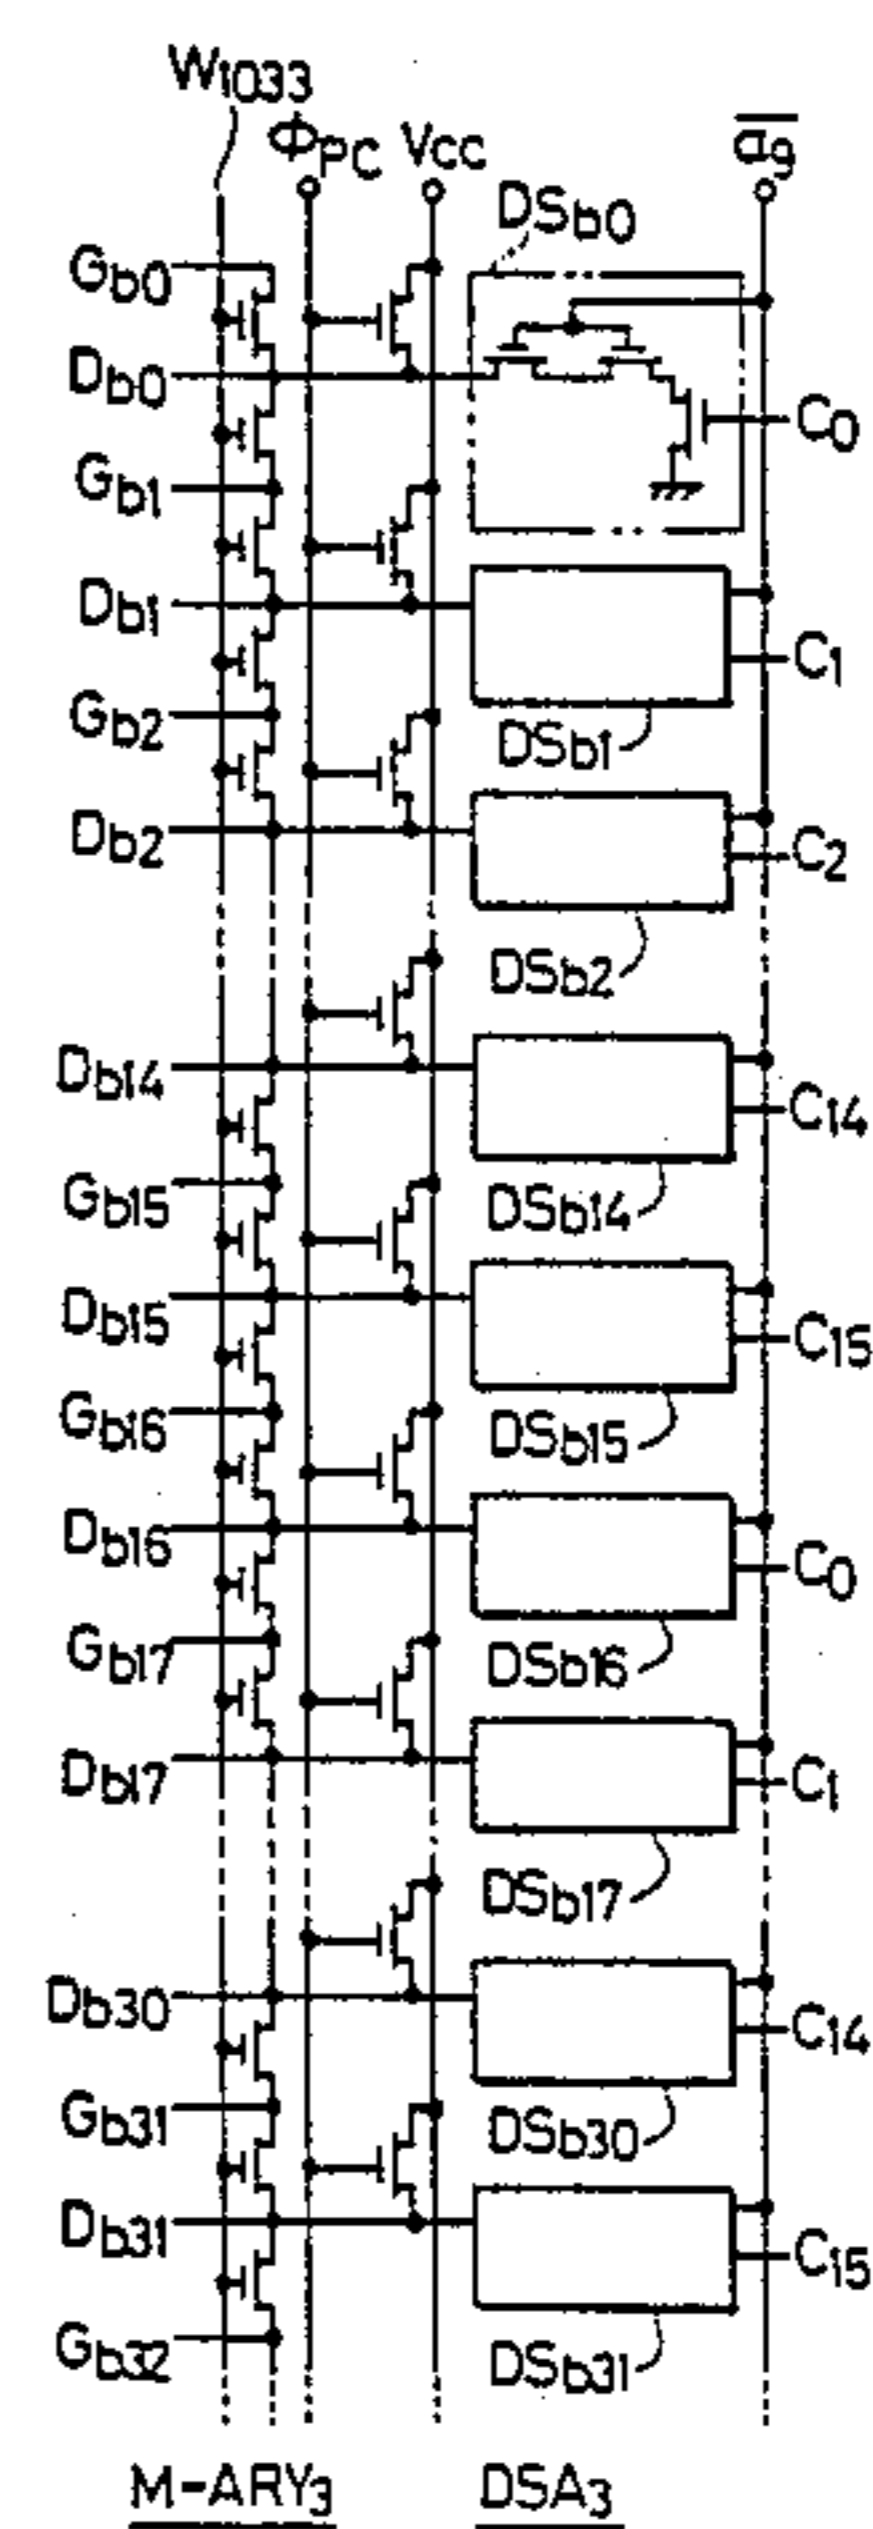 W1033
ΦPC VCC a9
DSb0
Gb0
Db0
C0
Gb1
Db1
C1
Gb2
DSb1
Db2
C2
DSb2
Db14
C14
Gb15
DSb14
Db15
C15
Gb16
DSb15
Db16
C0
Gb17
DSb16
Db17
C1
DSb17
Db30
C14
Gb31
DSb30
Db31
C15
Gb32
DSb31
M-ARY3 DSA3